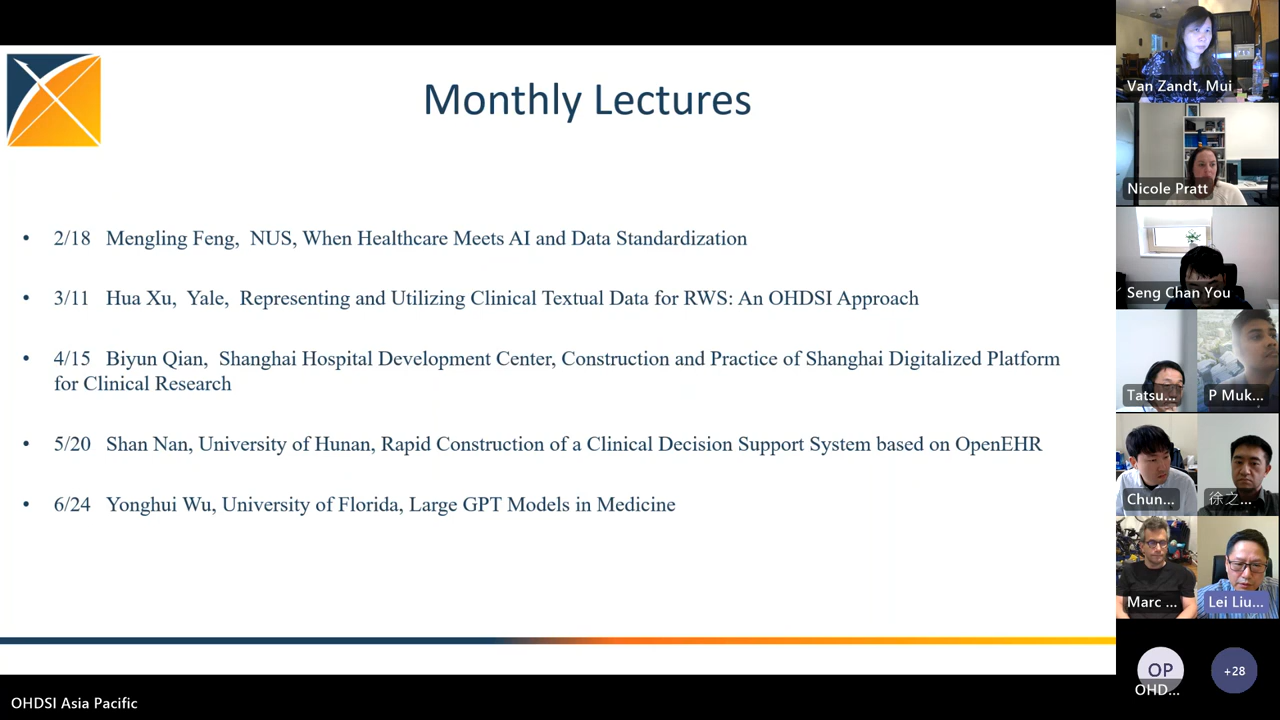 Monthly Lectures
• 2/18 Mengling Feng, NUS, When Healthcare Meets AI and Data Standardization
• 3/11 Hua Xu, Yale, Representing and Utilizing Clinical Textual Data for RWS: An OHDSI Approach
• 4/15 Biyun Qian, Shanghai Hospital Development Center, Construction and Practice of Shanghai Digitalized Platform
for Clinical Research
• 5/20 Shan Nan, University of Hunan, Rapid Construction of a Clinical Decision Support System based on OpenEHR
• 6/24 Yonghui Wu, University of Florida, Large GPT Models in Medicine
OHDSI Asia Pacific
Van Zandt, Mui
Nicole Pratt
Seng Chan You
Tatsu...
P Muk...
Chun...
徐之...
Marc ...
Lei Liu...
OP
OHD...
+28